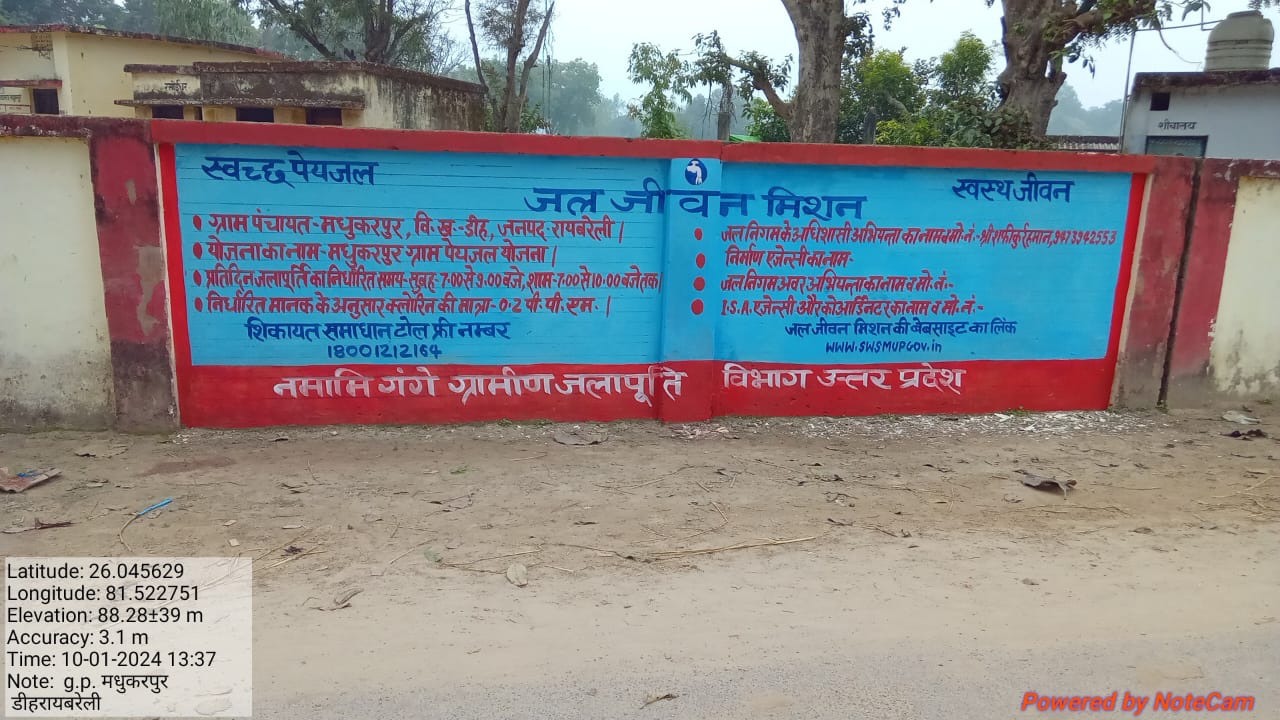 स्वच्छ पेयजल
जल जीवन मिशन
स्वस्थ जीवन
• ग्राम पंचायत-मधुकरपुर, वि.ख.-डीह, जनपद-रायबरेली |
• योजना का नाम-मधुकरपुर ग्राम पेयजल योजना |
• प्रतिदिन जलापूर्ति का निर्धारित समय-सुबह-7:00 से 9:00 बजे, शाम-7:00 से 10:00 बजे तक
• निर्धारित मानक के अनुसार क्लोरिन की मात्रा-0.2 पी. पी. एम. |
शिकायत समाधान टोल फ्री नम्बर
18001212164
• जल निगम के अधिशासी अभियन्ता का नाम व मो. नं.-श्री शफीकुर्रहमान, 9473942553
• निर्माण एजेन्सी का नाम-
• जल निगम अवर अभियन्ता का नाम व मो. नं.-
• I.S.A. एजेन्सी और कोआर्डिनेटर का नाम व मो. नं.-
जल जीवन मिशन की बेबसाइट का लिंक
WWW.SWSMUPGOV.in
नमामि गंगे ग्रामीण जलापूर्ति विभाग उत्तर प्रदेश
शौचालय
Latitude: 26.045629
Longitude: 81.522751
Elevation: 88.28±39 m
Accuracy: 3.1 m
Time: 10-01-2024 13:37
Note: g.p. मधुकरपुर
डीहरायबरेली
Powered by NoteCam